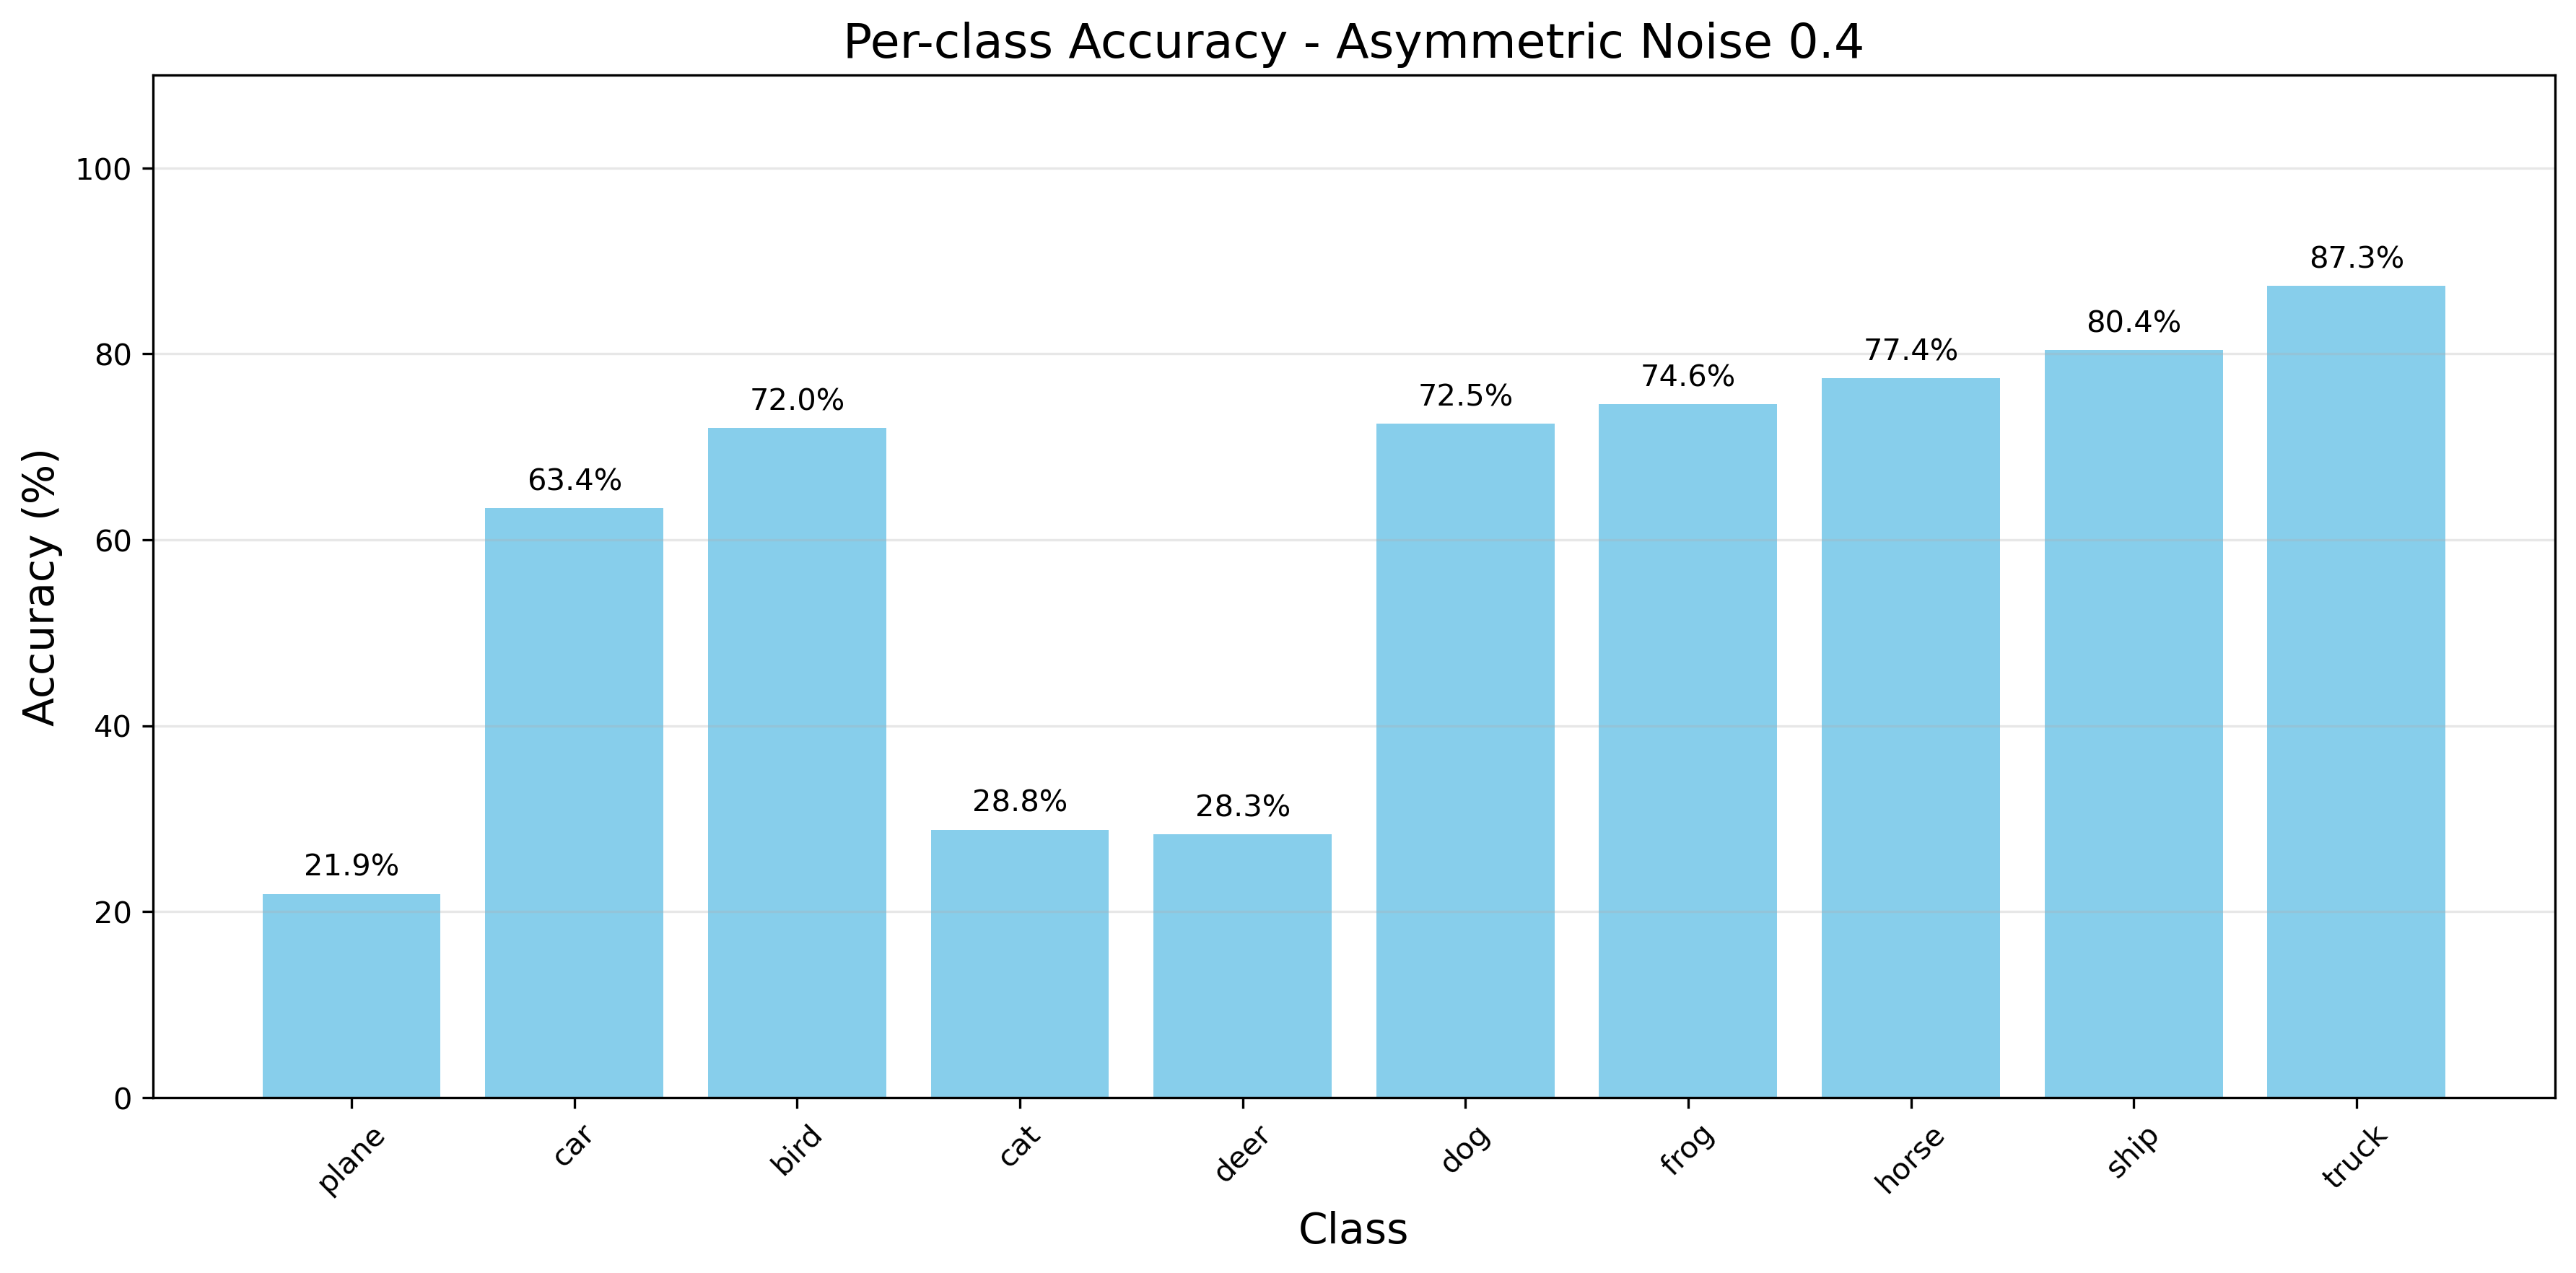 Per-class Accuracy - Asymmetric Noise 0.4
Accuracy (%)
100
80
60
40
20
0
21.9%
63.4%
72.0%
28.8%
28.3%
72.5%
74.6%
77.4%
80.4%
87.3%
plane
car
bird
cat
deer
dog
frog
horse
ship
truck
Class